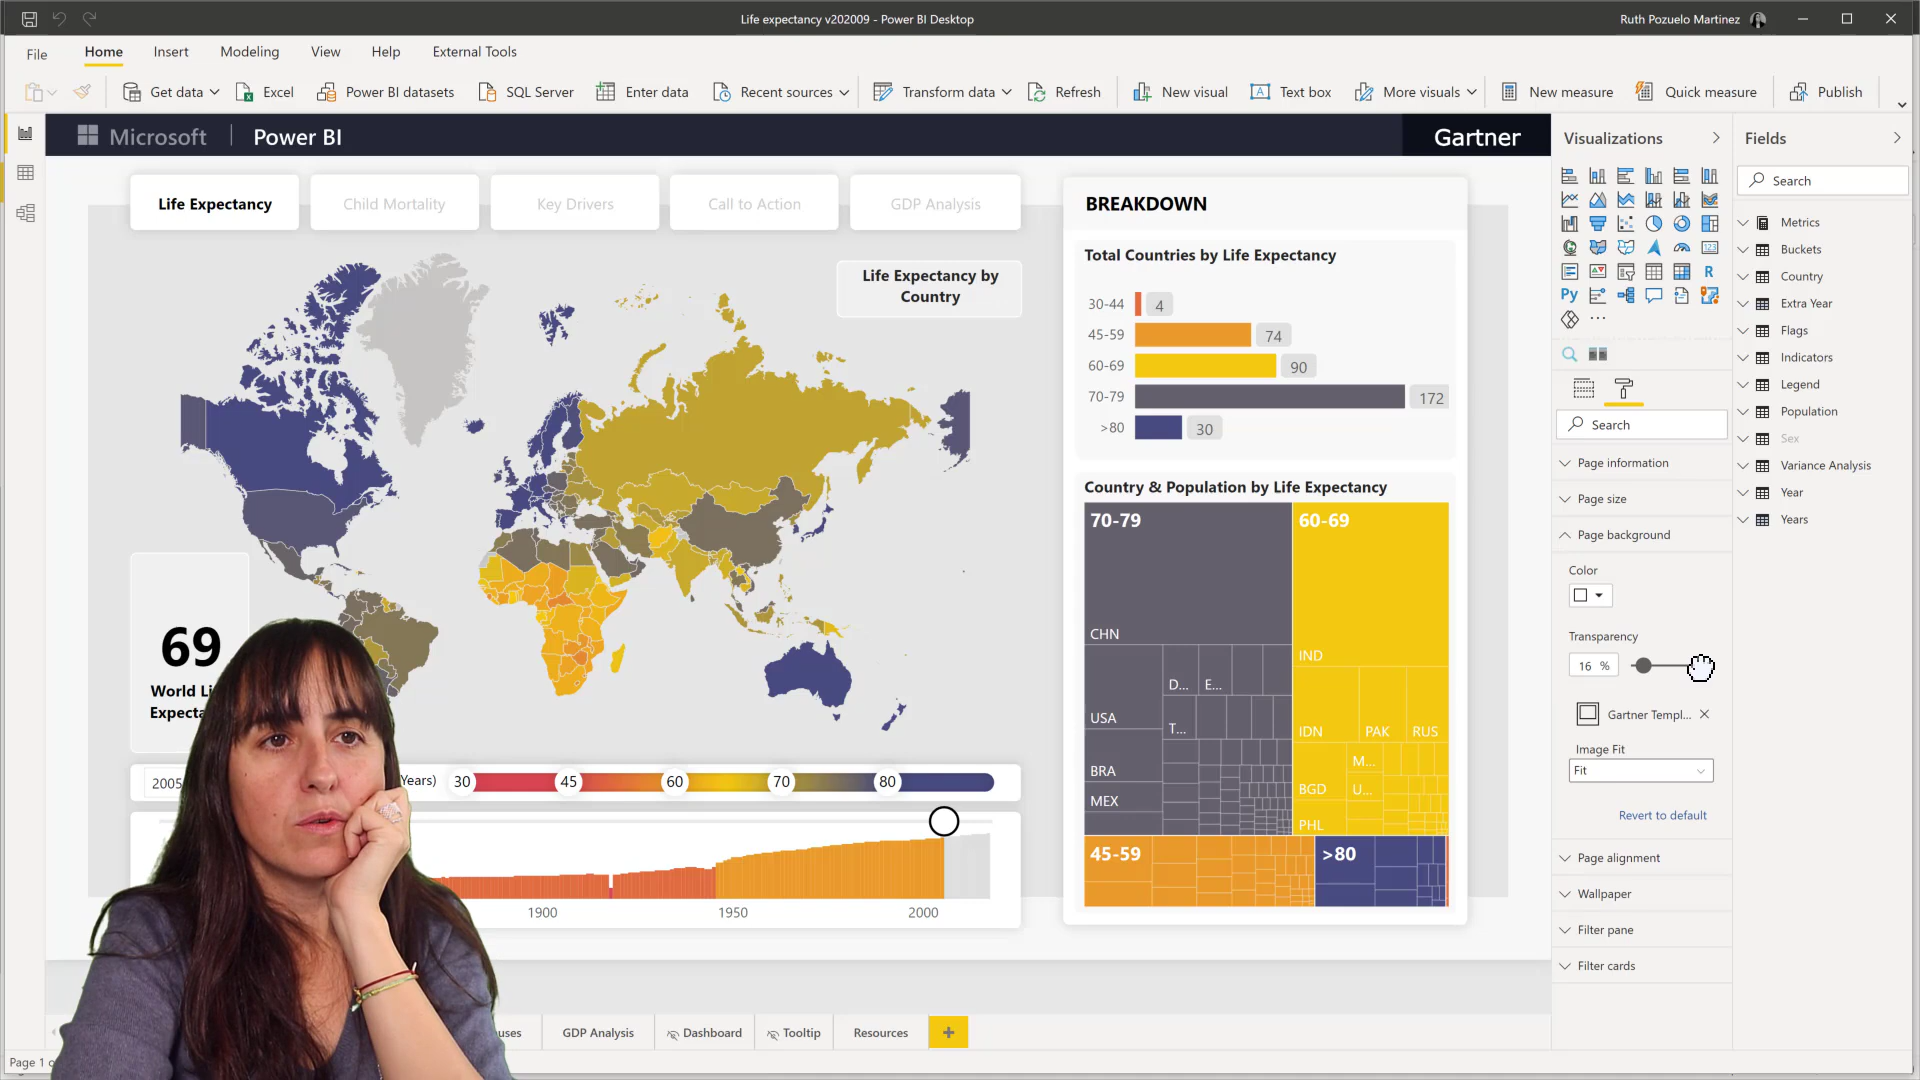 Life expectancy v202009 - Power BI Desktop
Ruth Pozuelo Martinez
File
Home
Insert
Modeling
View
Help
External Tools
Get data
Excel
Power BI datasets
SQL Server
Enter data
Recent sources
Transform data
Refresh
New visual
Text box
More visuals
New measure
Quick measure
Publish
Microsoft
Power BI
Gartner
Life Expectancy
Child Mortality
Key Drivers
Call to Action
GDP Analysis
Life Expectancy by
Country
69
World
2005
Years)
30
45
60
70
80
1900
1950
2000
BREAKDOWN
Total Countries by Life Expectancy
30-44
4
45-59
74
60-69
90
70-79
172
>80
30
Country & Population by Life Expectancy
70-79
CHN
USA
BRA
MEX
D...
E...
T...
60-69
IND
IDN
PAK
RUS
BGD
M...
U...
PHL
45-59
>80
GDP Analysis
Dashboard
Tooltip
Resources
+
Page 1
Visualizations
R
Py
123
Search
Page information
Page size
Page background
Color
Transparency
16 %
Gartner Templ...
Image Fit
Fit
Revert to default
Page alignment
Wallpaper
Filter pane
Filter cards
Fields
Search
Metrics
Buckets
Country
Extra Year
Flags
Indicators
Legend
Population
Sex
Variance Analysis
Year
Years